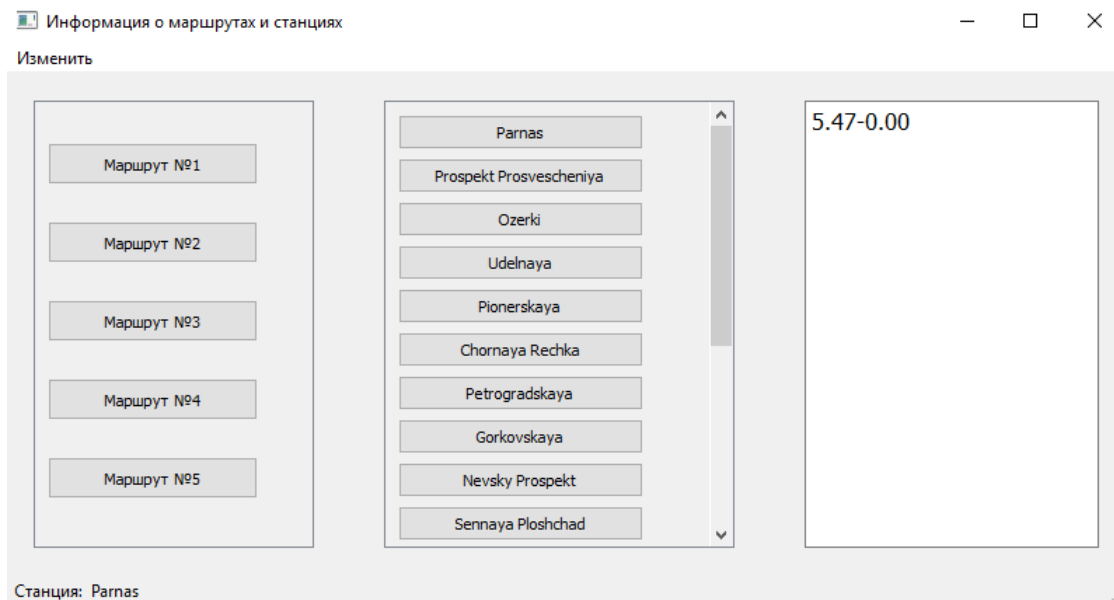 Информация о маршрутах и станциях
Изменить
Маршрут №1
Маршрут №2
Маршрут №3
Маршрут №4
Маршрут №5
Parnas
Prospekt Prosvescheniya
Ozerki
Udelnaya
Pionerskaya
Chornaya Rechka
Petrogradskaya
Gorkovskaya
Nevsky Prospekt
Sennaya Ploshchad
5.47-0.00
Станция: Parnas